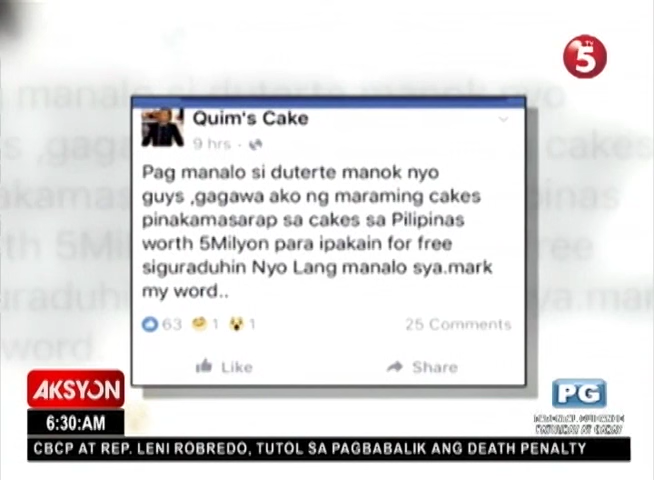 TV
5
Quim's Cake
9 hrs
Pag manalo si duterte manok nyo
guys ,gagawa ako ng maraming cakes
pinakamasarap sa cakes sa Pilipinas
worth 5Milyon para ipakain for free
siguraduhin Nyo Lang manalo sya.mark
my word..
63 1 1 25 Comments
Like Share
AKSYON
PG
6:30:AM
CBCP AT REP. LENI ROBREDO, TUTOL SA PAGBABALIK ANG DEATH PENALTY